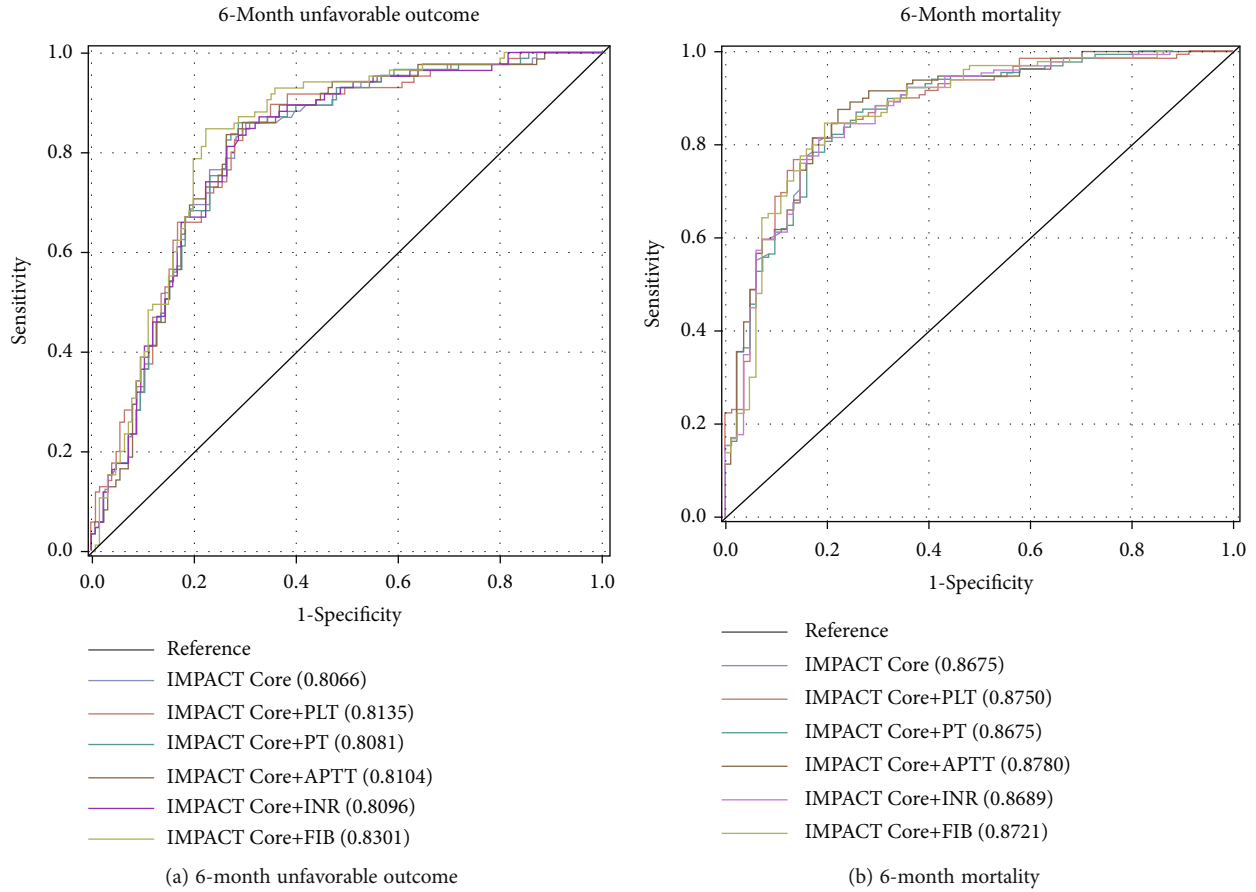 6-Month unfavorable outcome
1.0
0.8
0.6
0.4
0.2
0.0
Sensitivity
0.0 0.2 0.4 0.6 0.8 1.0
1-Specificity
Reference
IMPACT Core (0.8066)
IMPACT Core+PLT (0.8135)
IMPACT Core+PT (0.8081)
IMPACT Core+APTT (0.8104)
IMPACT Core+INR (0.8096)
IMPACT Core+FIB (0.8301)
(a) 6-month unfavorable outcome
6-Month mortality
1.0
0.8
0.6
0.4
0.2
0.0
Sensitivity
0.0 0.2 0.4 0.6 0.8 1.0
1-Specificity
Reference
IMPACT Core (0.8675)
IMPACT Core+PLT (0.8750)
IMPACT Core+PT (0.8675)
IMPACT Core+APTT (0.8780)
IMPACT Core+INR (0.8689)
IMPACT Core+FIB (0.8721)
(b) 6-month mortality